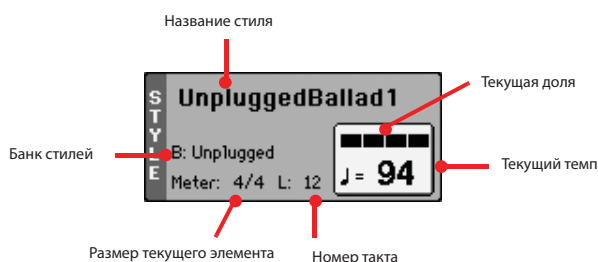 Название стиля
Текущая доля
STYLE
UnpluggedBallad1
Банк стилей
B: Unplugged
Текущий темп
Meter: 4/4 L: 12
♩= 94
Размер текущего элемента
Номер такта